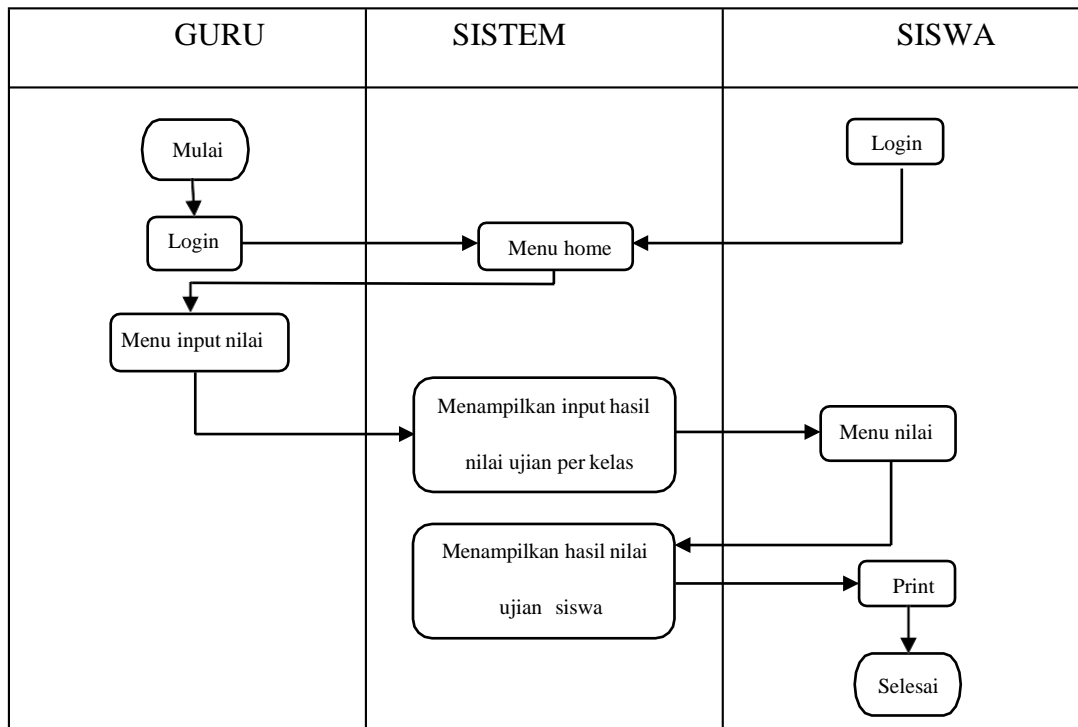 GURU
SISTEM
SISWA
Mulai
Login
Login
Menu home
Menu input nilai
Menampilkan input hasil
nilai ujian per kelas
Menu nilai
Menampilkan hasil nilai
ujian siswa
Print
Selesai